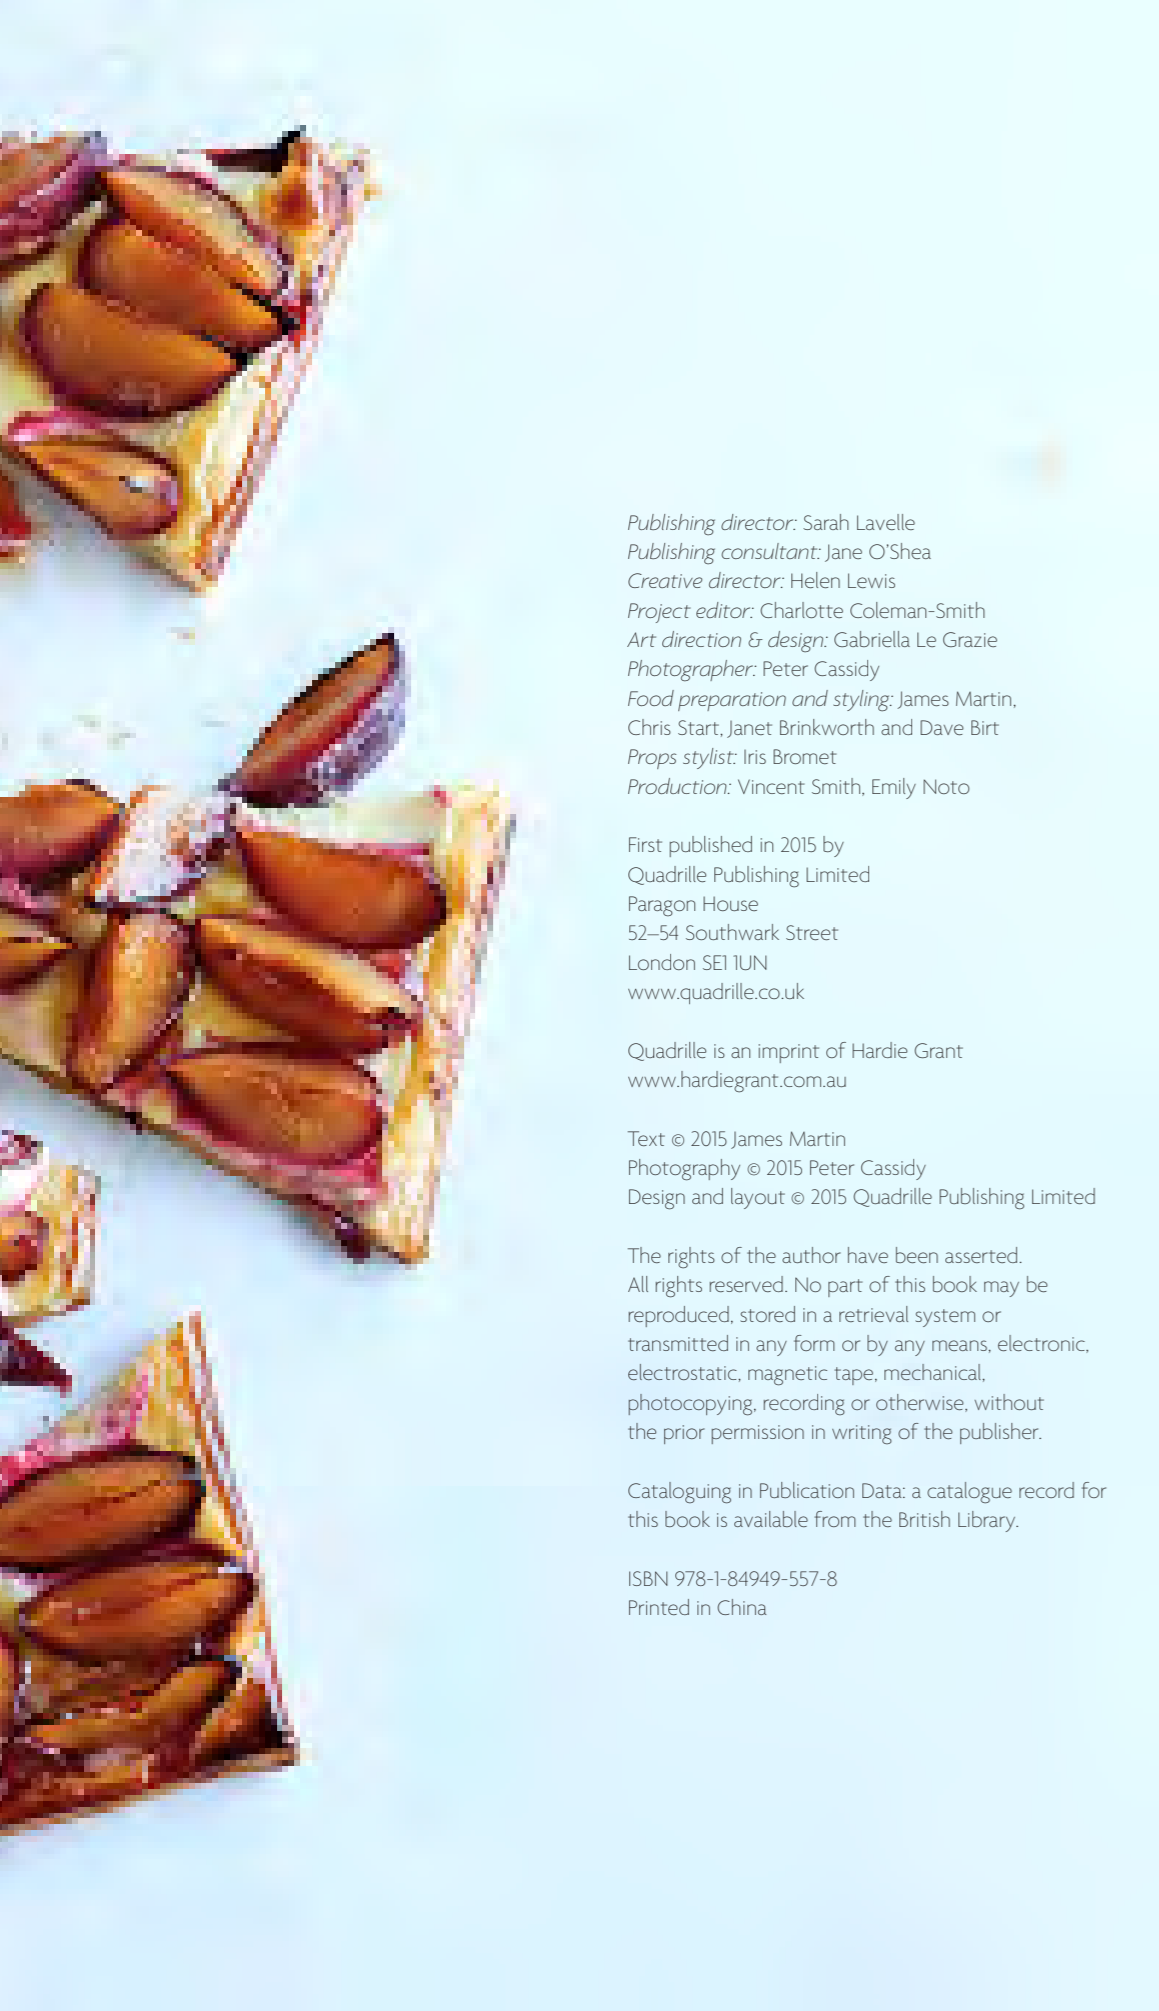 Publishing director: Sarah Lavelle
Publishing consultant: Jane O’Shea
Creative director: Helen Lewis
Project editor: Charlotte Coleman-Smith
Art direction & design: Gabriella Le Grazie
Photographer: Peter Cassidy
Food preparation and styling: James Martin,
Chris Start, Janet Brinkworth and Dave Birt
Props stylist: Iris Bromet
Production: Vincent Smith, Emily Noto
First published in 2015 by
Quadrille Publishing Limited
Paragon House
52–54 Southwark Street
London SE1 1UN
www.quadrille.co.uk
Quadrille is an imprint of Hardie Grant
www.hardiegrant.com.au
Text © 2015 James Martin
Photography © 2015 Peter Cassidy
Design and layout © 2015 Quadrille Publishing Limited
The rights of the author have been asserted.
All rights reserved. No part of this book may be
reproduced, stored in a retrieval system or
transmitted in any form or by any means, electronic,
electrostatic, magnetic tape, mechanical,
photocopying, recording or otherwise, without
the prior permission in writing of the publisher.
Cataloguing in Publication Data: a catalogue record for
this book is available from the British Library.
ISBN 978-1-84949-557-8
Printed in China